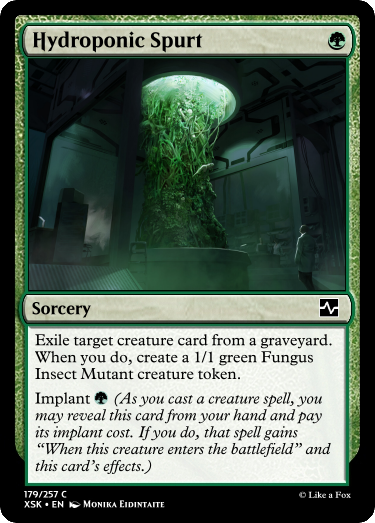 Hydroponic Spurt
Sorcery
Exile target creature card from a graveyard.
When you do, create a 1/1 green Fungus
Insect Mutant creature token.
Implant (As you cast a creature spell, you
may reveal this card from your hand and pay
its implant cost. If you do, that spell gains
“When this creature enters the battlefield” and
this card’s effects.)
179/257 C
XSK • EN Monika Eidintaite
© Like a Fox